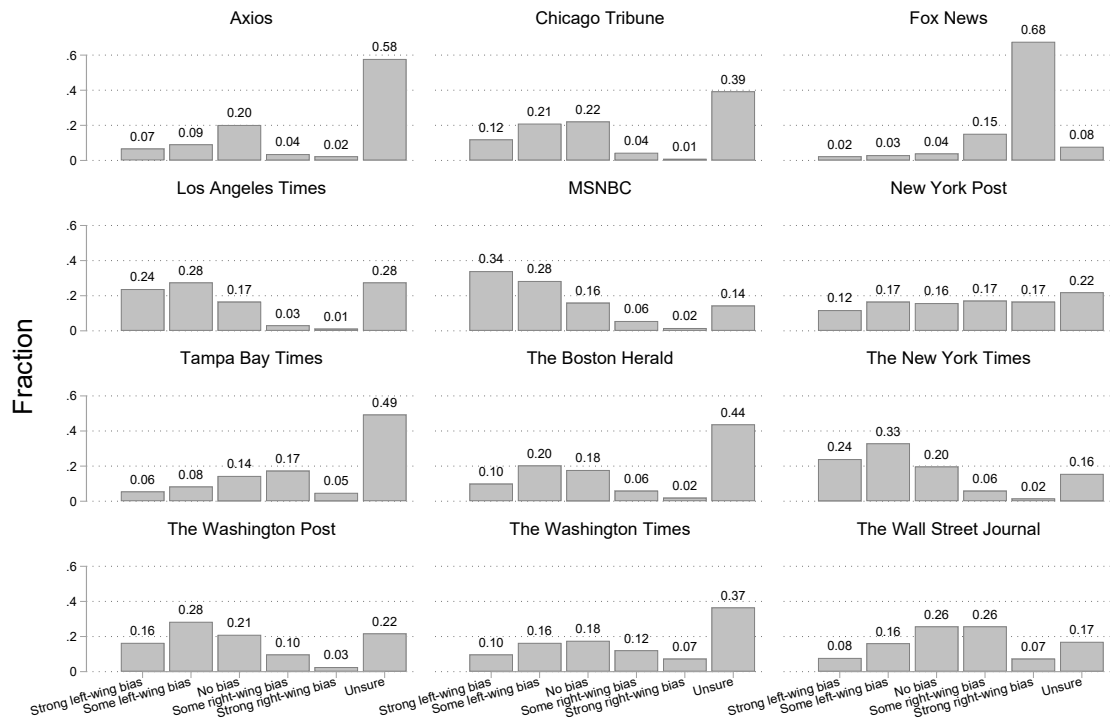 Axios Chicago Tribune Fox News
.6 0.07 0.09 0.20 0.04 0.02 0.58 0.12 0.21 0.22 0.04 0.01 0.39 0.02 0.03 0.04 0.15 0.68 0.08
.4
.2
0
Los Angeles Times MSNBC New York Post
.6 0.24 0.28 0.17 0.03 0.01 0.28 0.34 0.28 0.16 0.06 0.02 0.14 0.12 0.17 0.16 0.17 0.17 0.22
.4
.2
0
Fraction
Tampa Bay Times The Boston Herald The New York Times
.6 0.06 0.08 0.14 0.17 0.05 0.49 0.10 0.20 0.18 0.06 0.02 0.44 0.24 0.33 0.20 0.06 0.02 0.16
.4
.2
0
The Washington Post The Washington Times The Wall Street Journal
.6 0.16 0.28 0.21 0.10 0.03 0.22 0.10 0.16 0.18 0.12 0.07 0.37 0.08 0.16 0.26 0.26 0.07 0.17
.4
.2
0
Strong left-wing bias Some left-wing bias No bias Some right-wing bias Strong right-wing bias Unsure
Strong left-wing bias Some left-wing bias No bias Some right-wing bias Strong right-wing bias Unsure
Strong left-wing bias Some left-wing bias No bias Some right-wing bias Strong right-wing bias Unsure